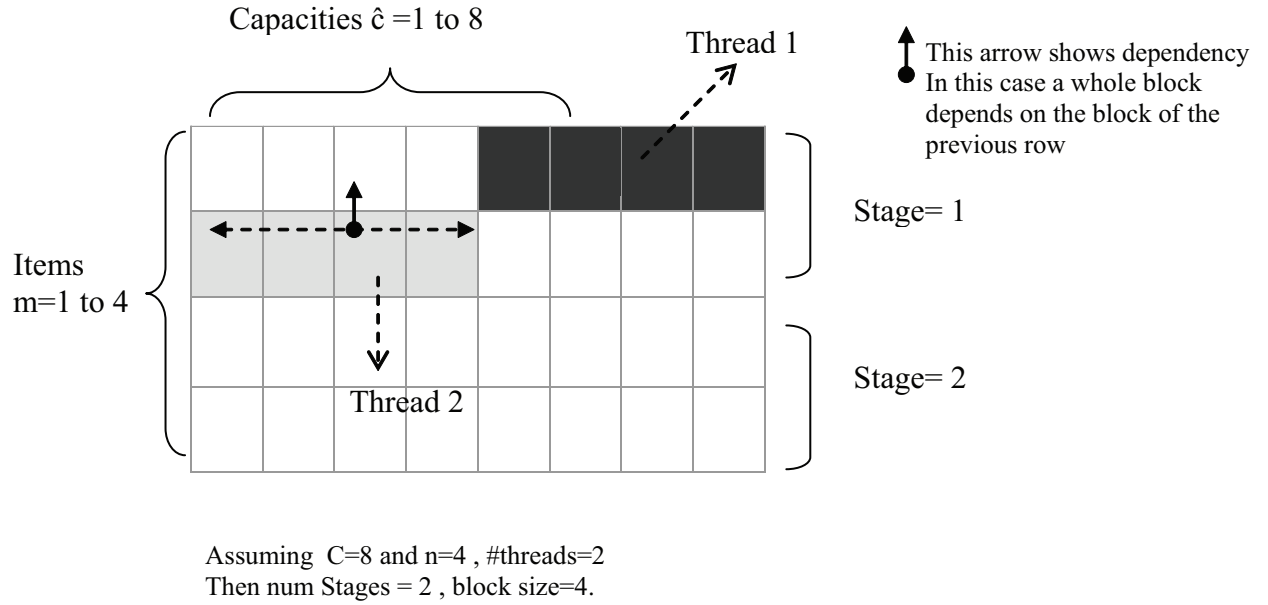 Capacities ĉ =1 to 8
Thread 1
This arrow shows dependency
In this case a whole block
depends on the block of the
previous row
Stage= 1
Items
m=1 to 4
Stage= 2
Thread 2
Assuming C=8 and n=4 , #threads=2
Then num Stages = 2 , block size=4.